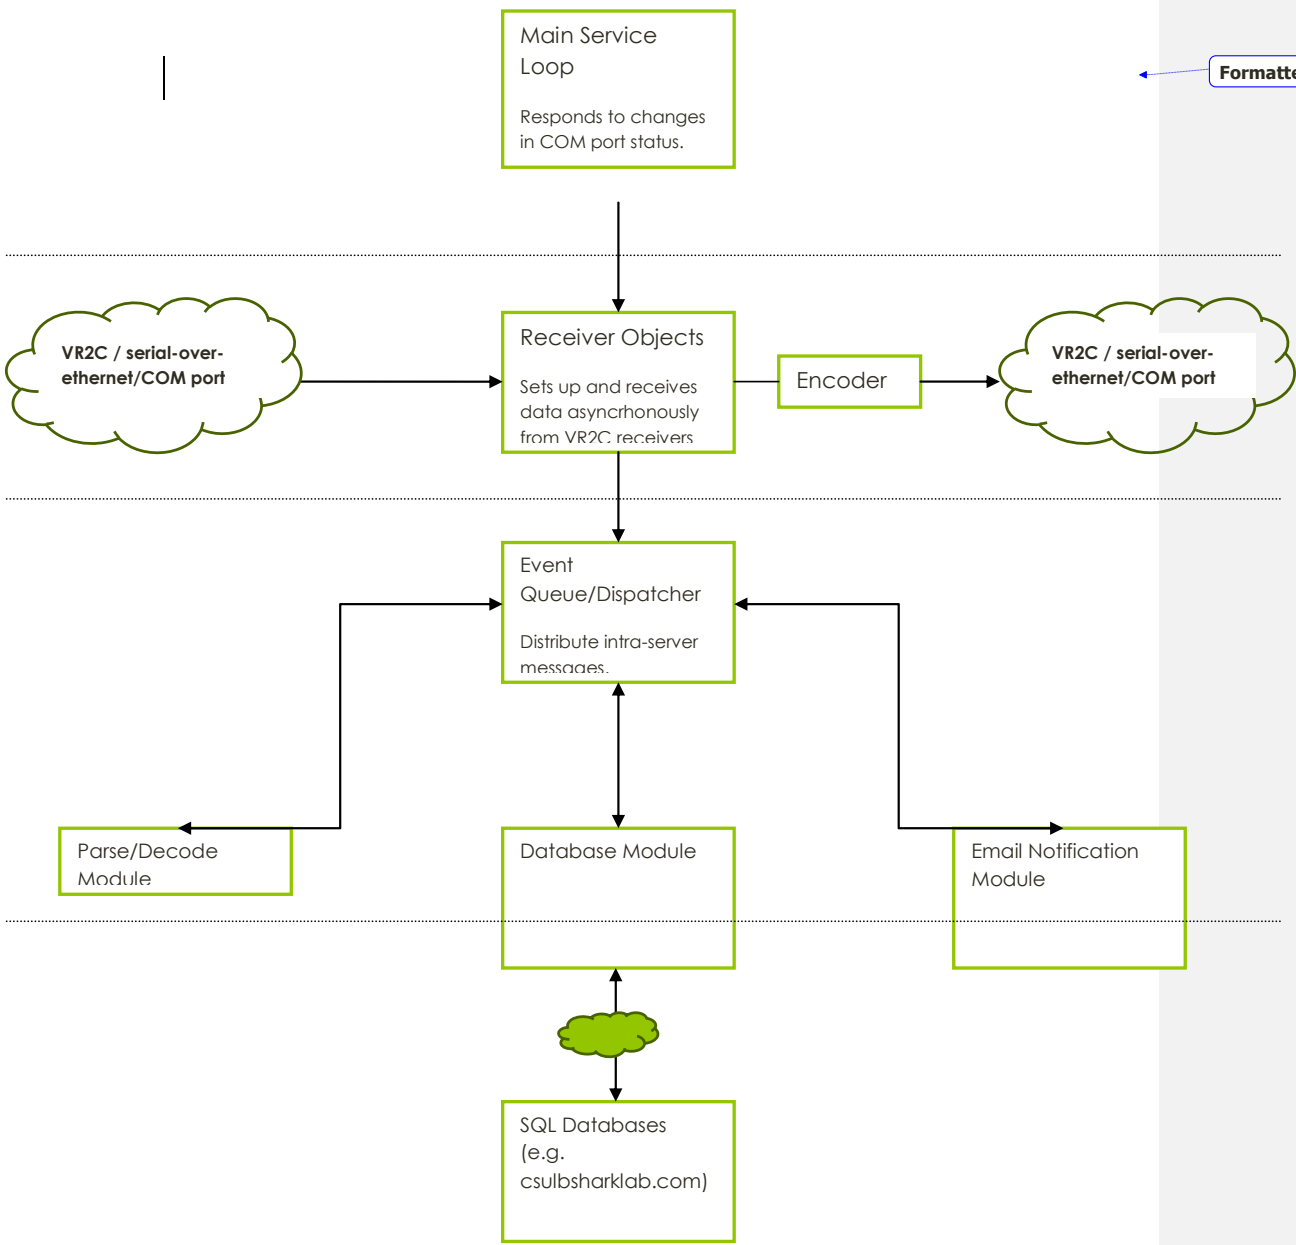 Main Service
Loop
Responds to changes
in COM port status.
Formatte
VR2C / serial-over-
ethernet/COM port
Receiver Objects
Sets up and receives
data asyncrhonously
from VR2C receivers
Encoder
VR2C / serial-over-
ethernet/COM port
Event
Queue/Dispatcher
Distribute intra-server
messages.
Parse/Decode
Module
Database Module
Email Notification
Module
SQL Databases
(e.g.
csulbsharklab.com)